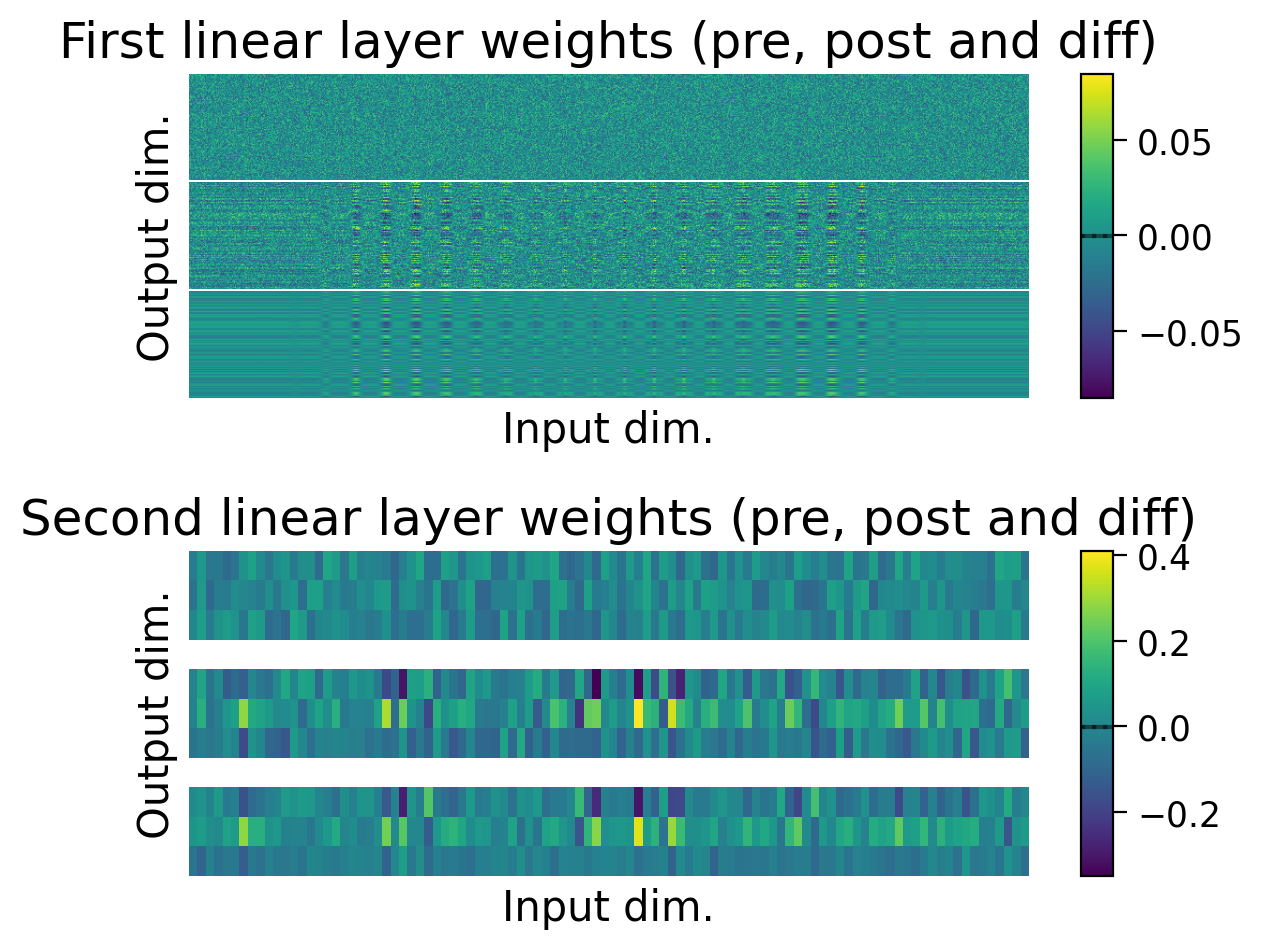 First linear layer weights (pre, post and diff)
Output dim.
0.05
0.00
−0.05
Input dim.
Second linear layer weights (pre, post and diff)
Output dim.
0.4
0.2
0.0
−0.2
Input dim.